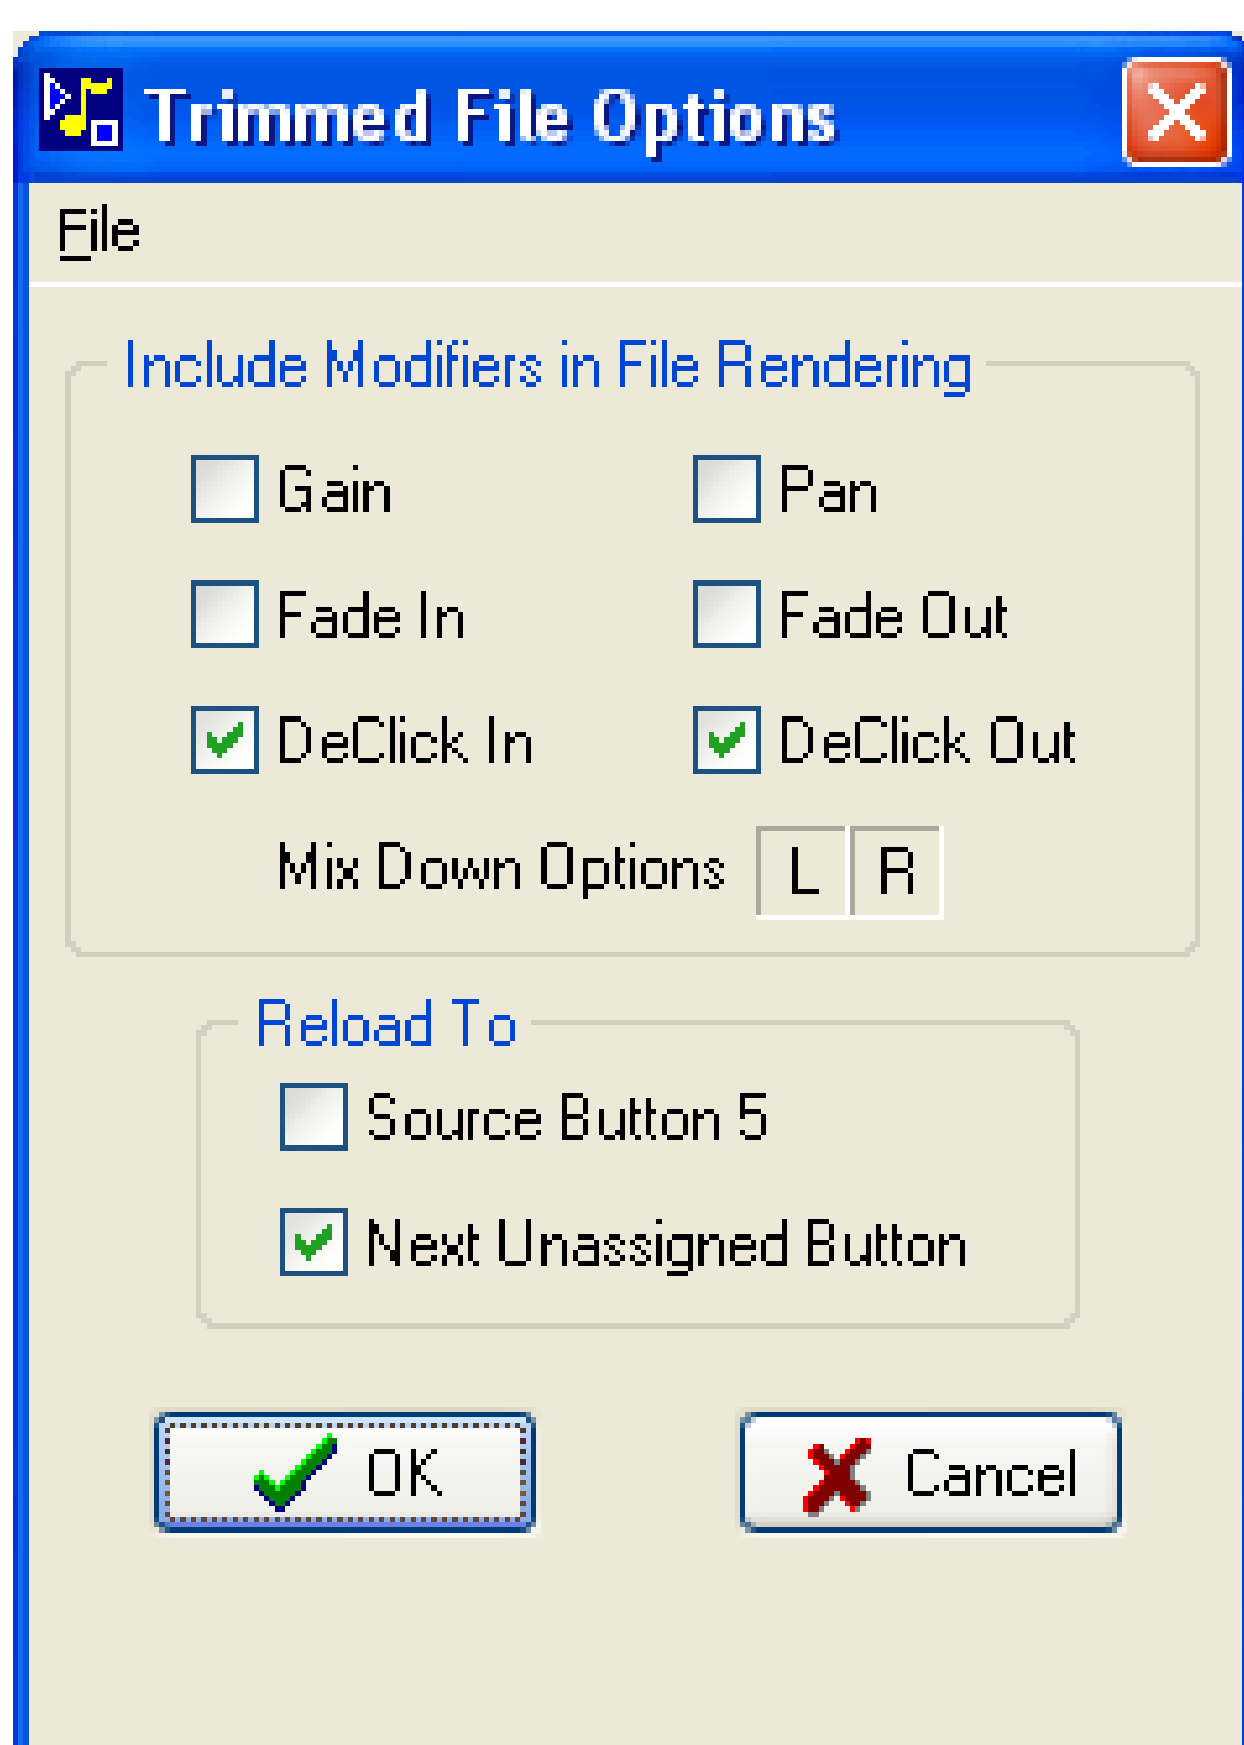 Trimmed File Options
File
Include Modifiers in File Rendering
Gain Pan
Fade In Fade Out
DeClick In DeClick Out
Mix Down Options L R
Reload To
Source Button 5
Next Unassigned Button
OK Cancel